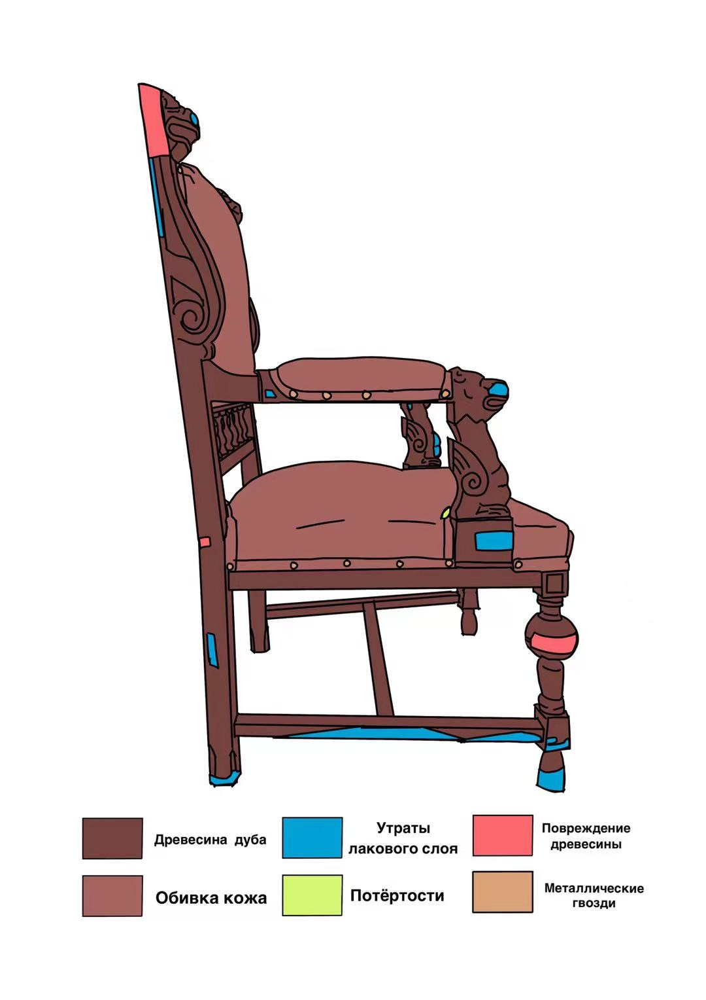 Древесина дуба
Утраты
лакового слоя
Повреждение
древесины
Обивка кожа
Потёртости
Металлические
гвозди